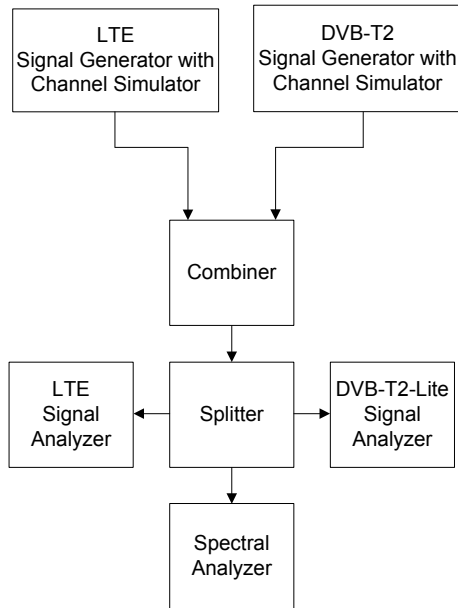 LTE
Signal Generator with
Channel Simulator
DVB-T2
Signal Generator with
Channel Simulator
Combiner
LTE
Signal
Analyzer
Splitter
DVB-T2-Lite
Signal
Analyzer
Spectral
Analyzer